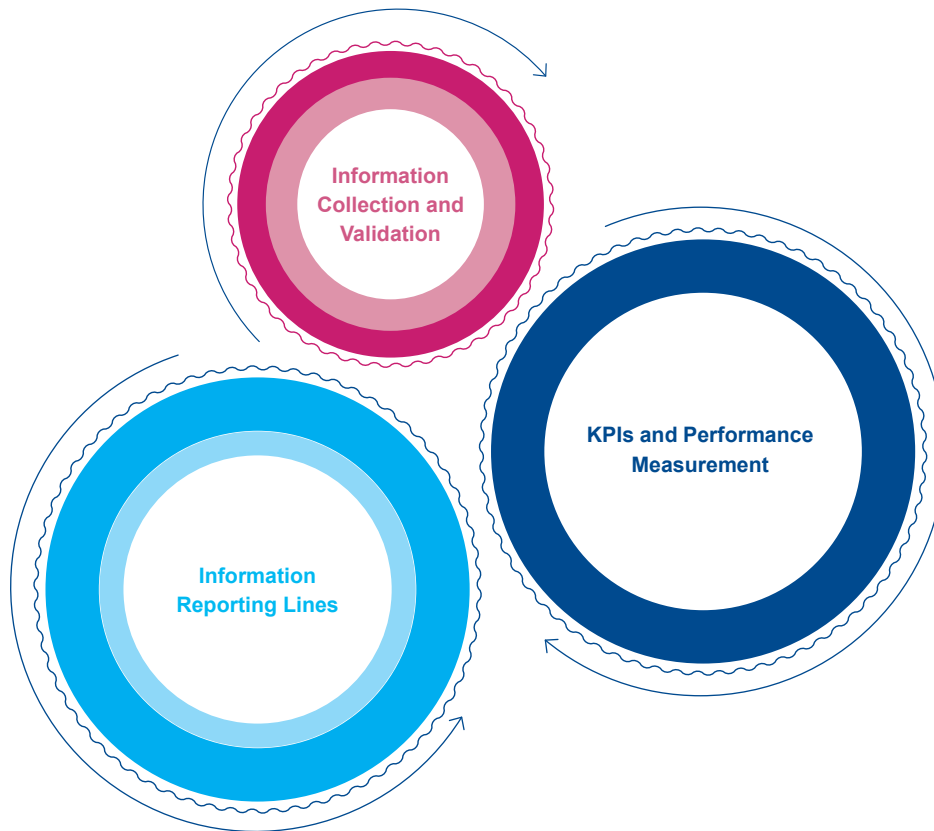 Information
Collection and
Validation
KPIs and Performance
Measurement
Information
Reporting Lines